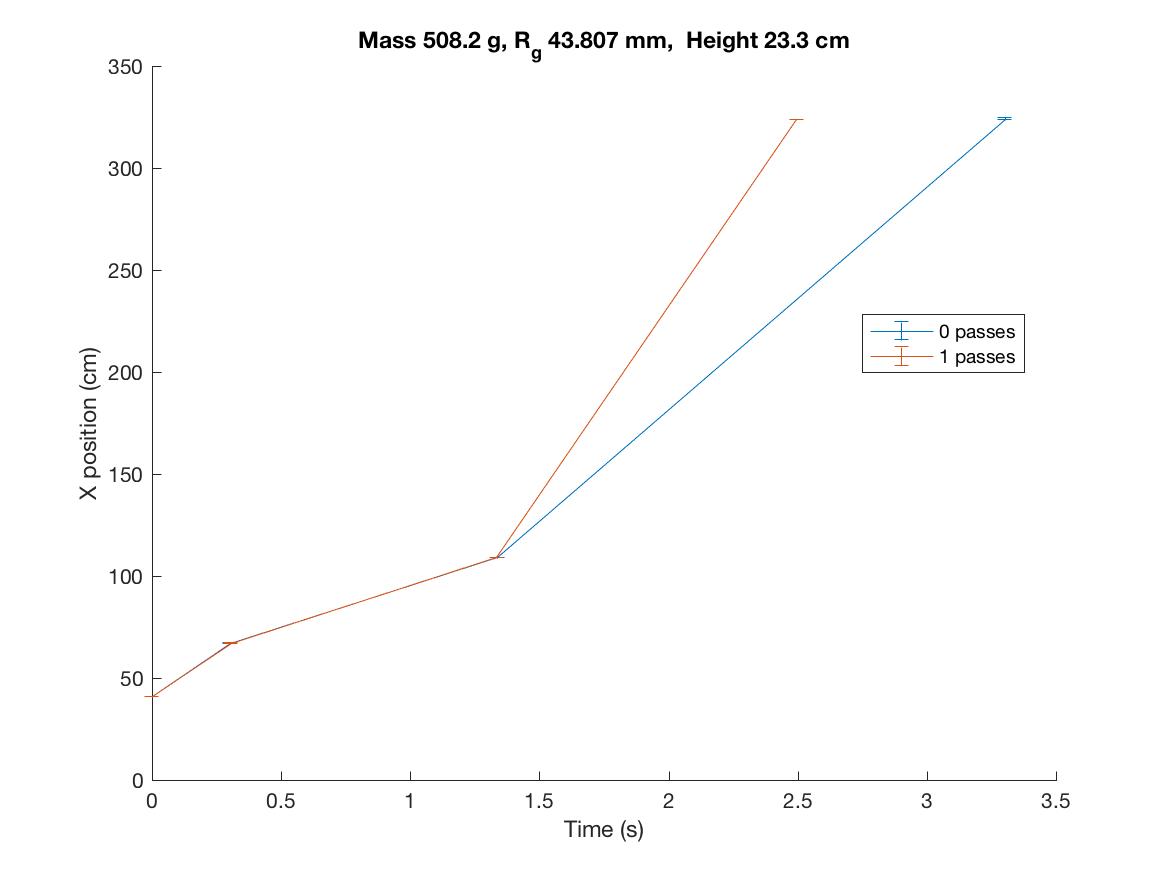 Mass 508.2 g, Rg 43.807 mm, Height 23.3 cm
350
300
250
200
150
100
50
0
X position (cm)
0 passes
1 passes
0 0.5 1 1.5 2 2.5 3 3.5
Time (s)